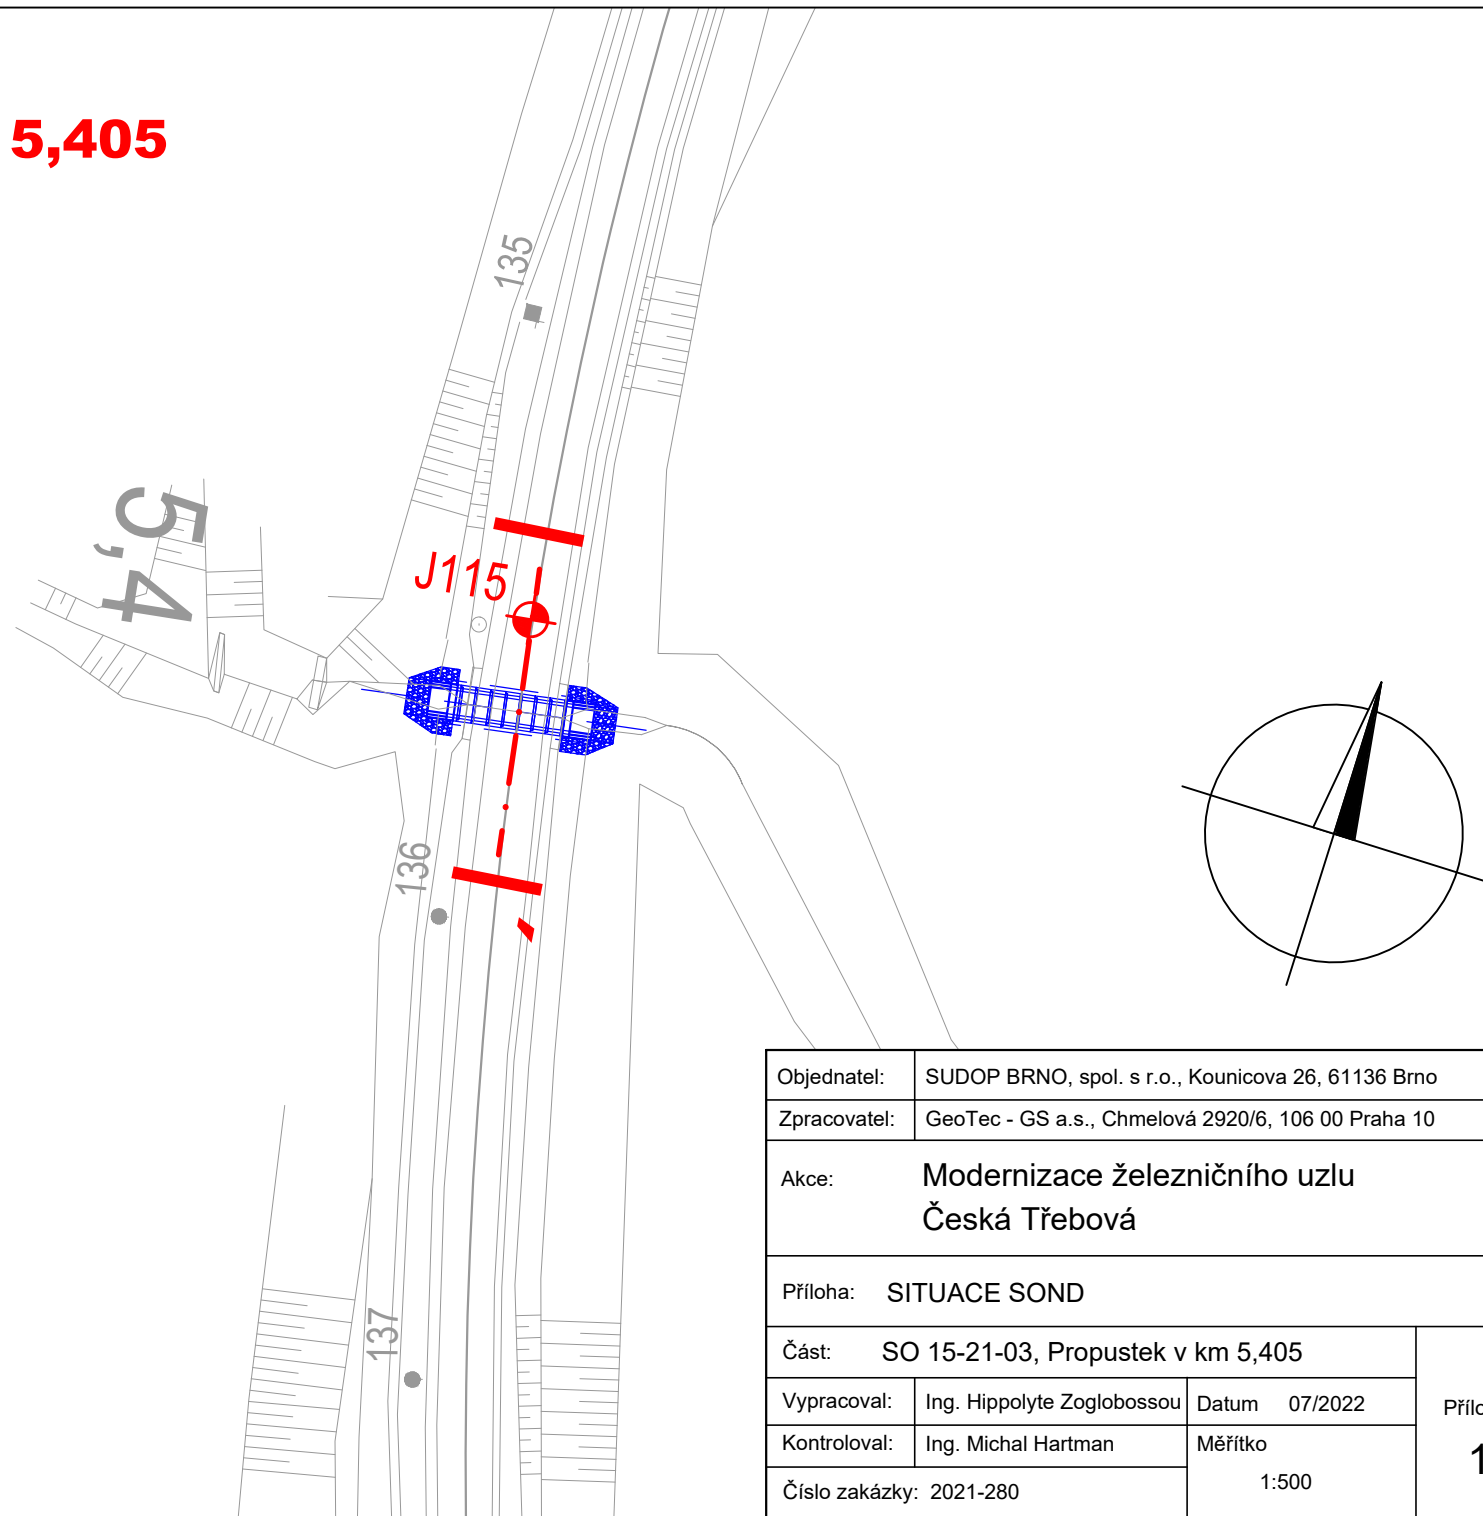 5,405
135
5,4
J115
136
137
Objednatel: SUDOP BRNO, spol. s r.o., Kounicova 26, 61136 Brno
Zpracovatel: GeoTec - GS a.s., Chmelová 2920/6, 106 00 Praha 10
Akce: Modernizace železničního uzlu
Česká Třebová
Příloha: SITUACE SOND
Část: SO 15-21-03, Propustek v km 5,405
Vypracoval: Ing. Hippolyte Zoglobossou Datum 07/2022
Kontroloval: Ing. Michal Hartman Měřítko
1:500
Číslo zakázky: 2021-280